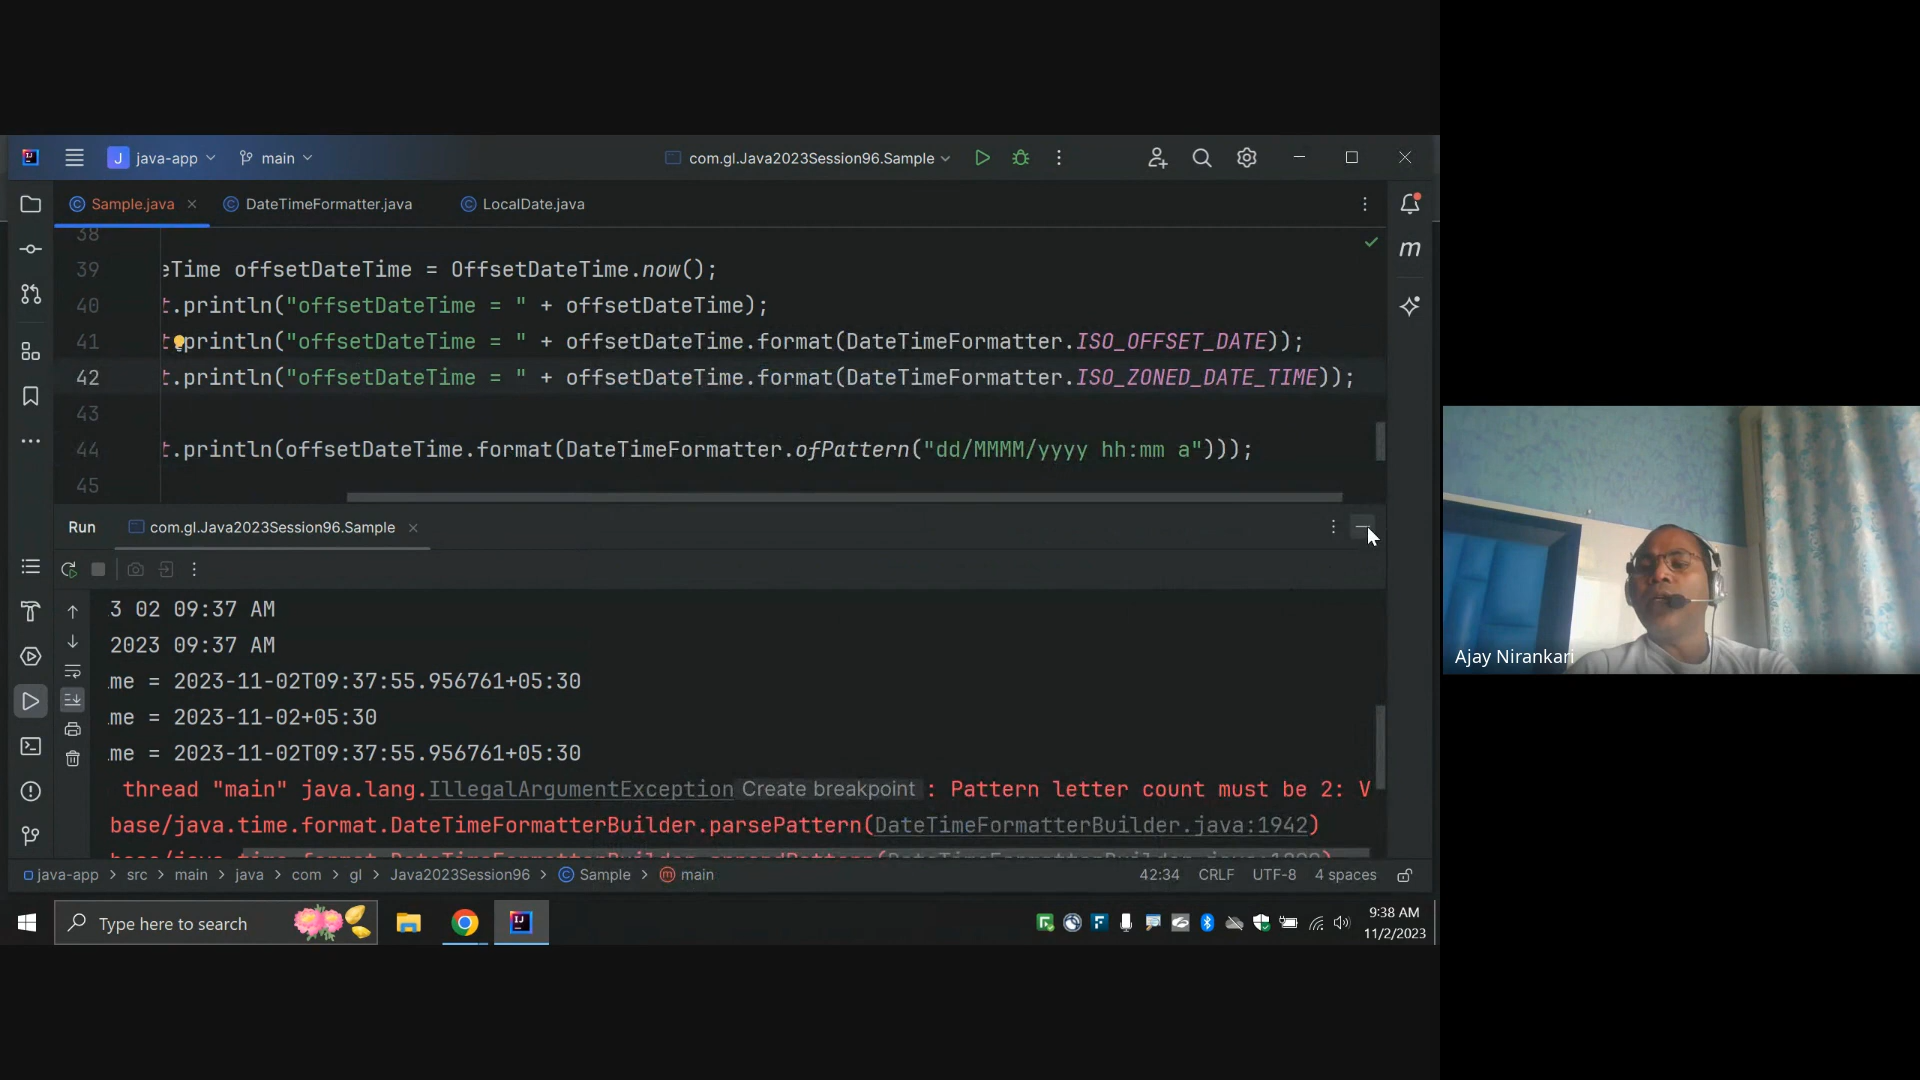 J java-app main com.gl.Java2023Session96.Sample
Sample.java DateTimeFormatter.java LocalDate.java
38
39 eTime offsetDateTime = OffsetDateTime.now();
40 t.println("offsetDateTime = " + offsetDateTime);
41 t.println("offsetDateTime = " + offsetDateTime.format(DateTimeFormatter.ISO_OFFSET_DATE));
42 t.println("offsetDateTime = " + offsetDateTime.format(DateTimeFormatter.ISO_ZONED_DATE_TIME));
43
44 t.println(offsetDateTime.format(DateTimeFormatter.ofPattern("dd/MMMM/yyyy hh:mm a")));
45
Run com.gl.Java2023Session96.Sample
3 02 09:37 AM
2023 09:37 AM
me = 2023-11-02T09:37:55.956761+05:30
me = 2023-11-02+05:30
me = 2023-11-02T09:37:55.956761+05:30
thread "main" java.lang.IllegalArgumentException Create breakpoint : Pattern letter count must be 2: V
base/java.time.format.DateTimeFormatterBuilder.parsePattern(DateTimeFormatterBuilder.java:1942)
java-app > src > main > java > com > gl > Java2023Session96 > Sample > main 42:34 CRLF UTF-8 4 spaces
Type here to search
9:38 AM
11/2/2023
Ajay Nirankari